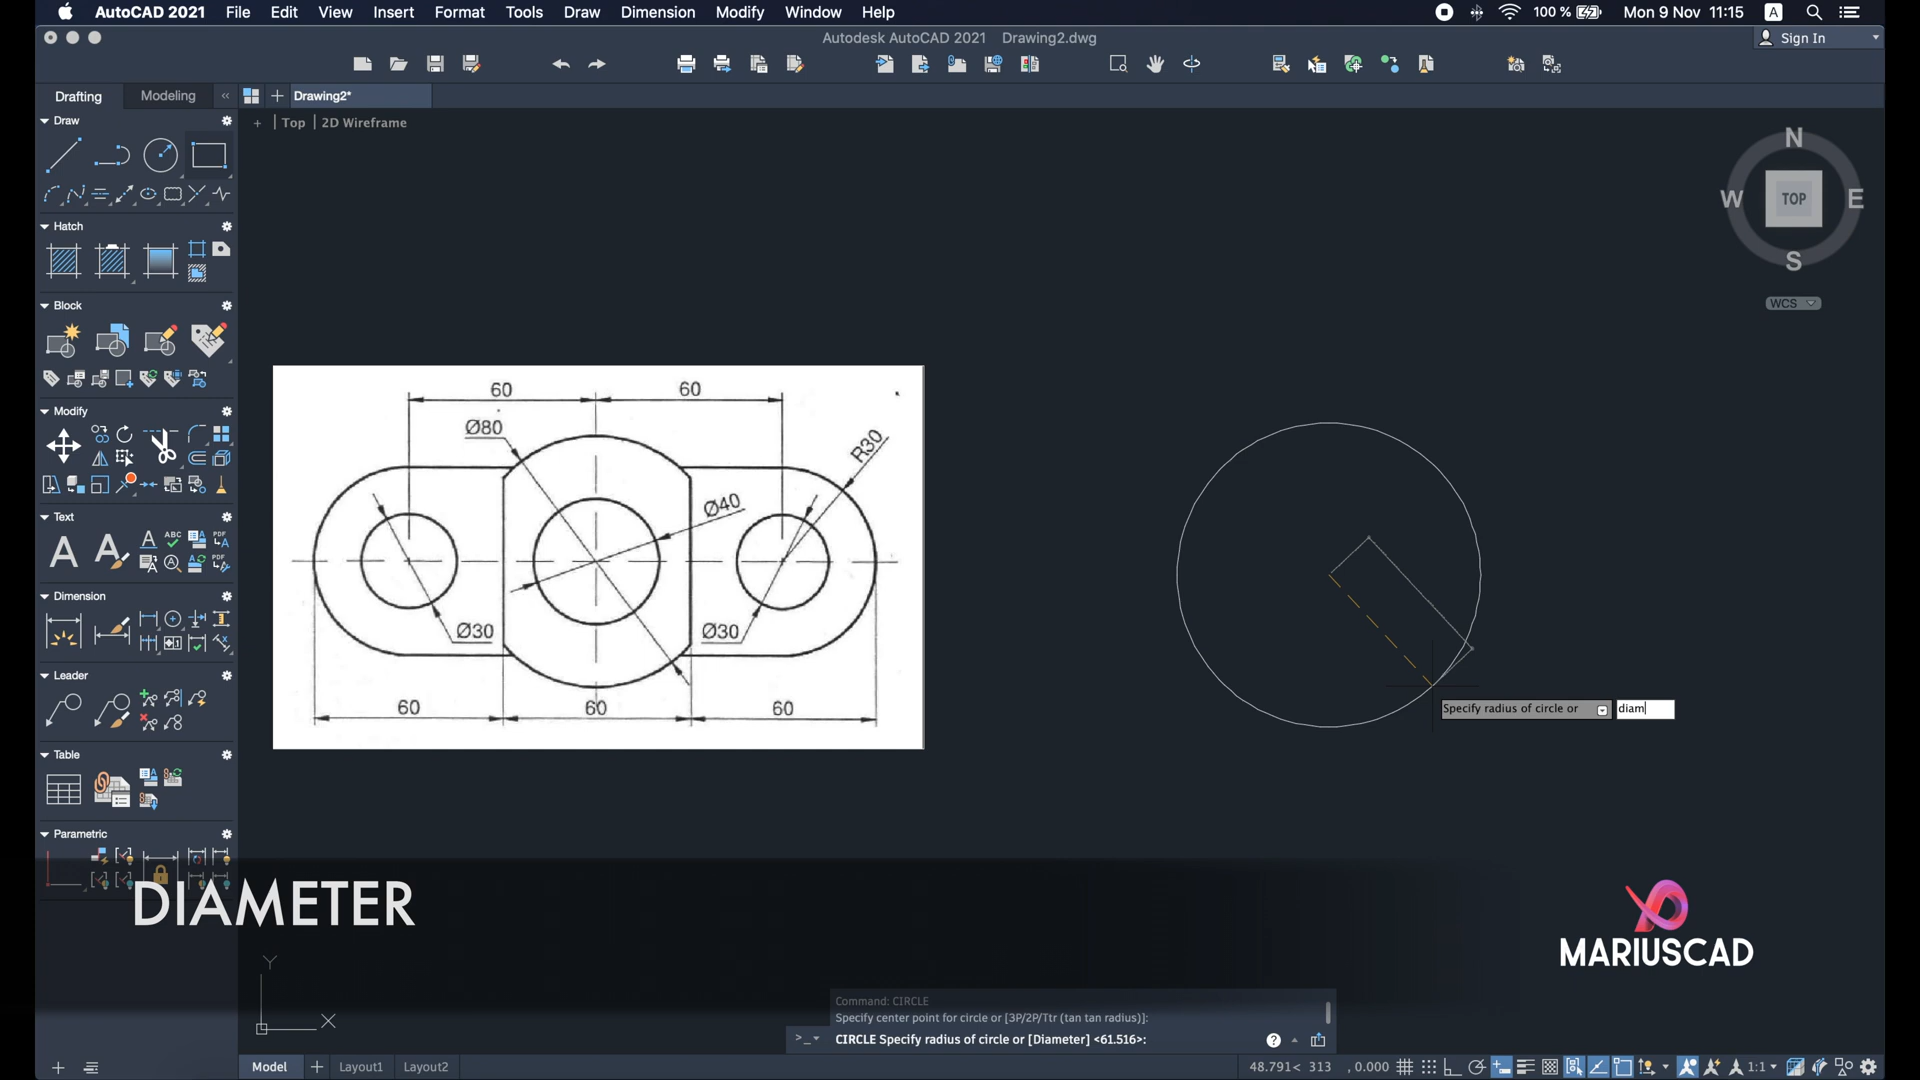 AutoCAD 2021 File Edit View Insert Format Tools Draw Dimension Modify Window Help 100 % Mon 9 Nov 11:15 A
Autodesk AutoCAD 2021 Drawing2.dwg Sign In
Drafting Modeling « + Drawing2*
Draw
+ Top 2D Wireframe
N
W TOP E
S
WCS
Hatch
Block
Modify
Text
A A A ABC PDF
PDF
Dimension
Leader
Table
Parametric
60 60
Ø80
R30
Ø40
Ø30 Ø30
60 60 60
Specify radius of circle or diam
DIAMETER
MARIUSCAD
Y
X
Command: CIRCLE
Specify center point for circle or [3P/2P/Ttr (tan tan radius)]:
>_ CIRCLE Specify radius of circle or [Diameter] <61.516>: ?
+ Model + Layout1 Layout2 48.791< 313 , 0.000 1:1